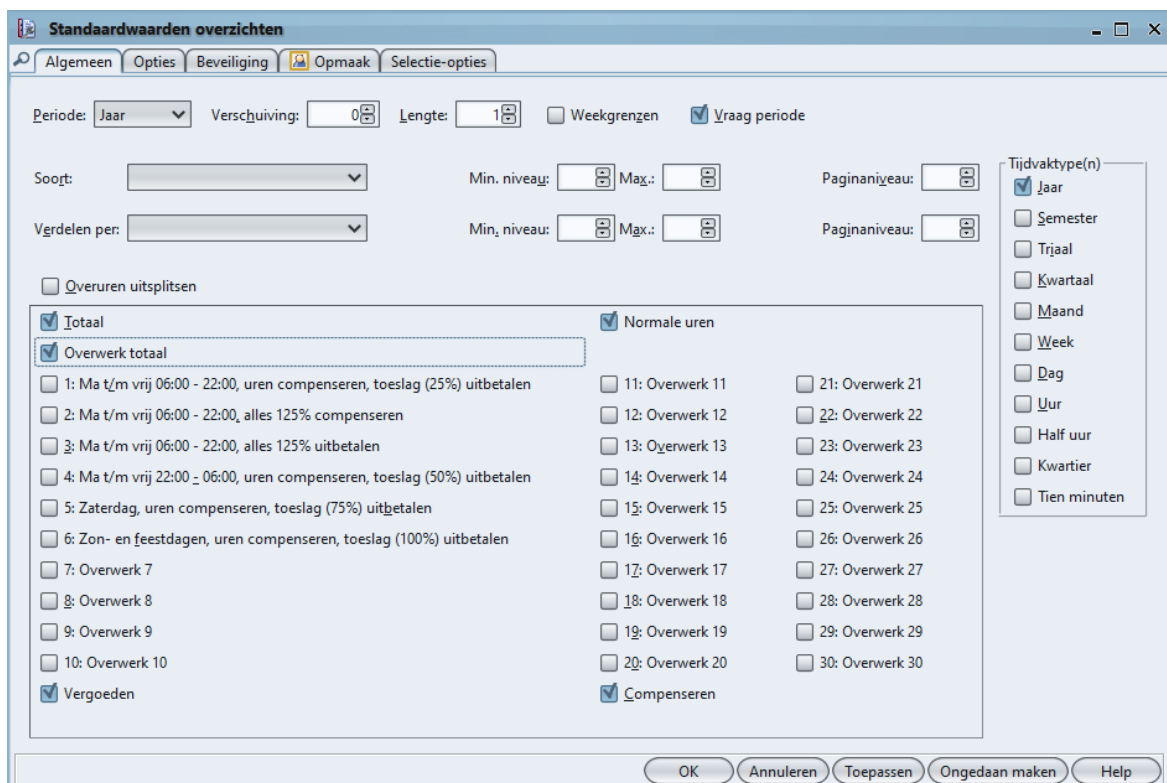 Standaardwaarden overzichten
Algemeen Opties Beveiliging Opmaak Selectie-opties
Periode: Jaar Verschuiving: 0 Lengte: 1 Weekgrenzen Vraag periode
Soort: Min. niveau: Max.: Paginaniveau:
Verdelen per: Min. niveau: Max.: Paginaniveau:
Tijdvaktype(n)
Jaar
Semester
Triaal
Kwartaal
Maand
Week
Dag
Uur
Half uur
Kwartier
Tien minuten
Overuren uitsplitsen
Totaal Normale uren
Overwerk totaal
1: Ma t/m vrij 06:00 - 22:00, uren compenseren, toeslag (25%) uitbetalen 11: Overwerk 11 21: Overwerk 21
2: Ma t/m vrij 06:00 - 22:00, alles 125% compenseren 12: Overwerk 12 22: Overwerk 22
3: Ma t/m vrij 06:00 - 22:00, alles 125% uitbetalen 13: Overwerk 13 23: Overwerk 23
4: Ma t/m vrij 22:00 - 06:00, uren compenseren, toeslag (50%) uitbetalen 14: Overwerk 14 24: Overwerk 24
5: Zaterdag, uren compenseren, toeslag (75%) uitbetalen 15: Overwerk 15 25: Overwerk 25
6: Zon- en feestdagen, uren compenseren, toeslag (100%) uitbetalen 16: Overwerk 16 26: Overwerk 26
7: Overwerk 7 17: Overwerk 17 27: Overwerk 27
8: Overwerk 8 18: Overwerk 18 28: Overwerk 28
9: Overwerk 9 19: Overwerk 19 29: Overwerk 29
10: Overwerk 10 20: Overwerk 20 30: Overwerk 30
Vergoeden Compenseren
OK Annuleren Toepassen Ongedaan maken Help